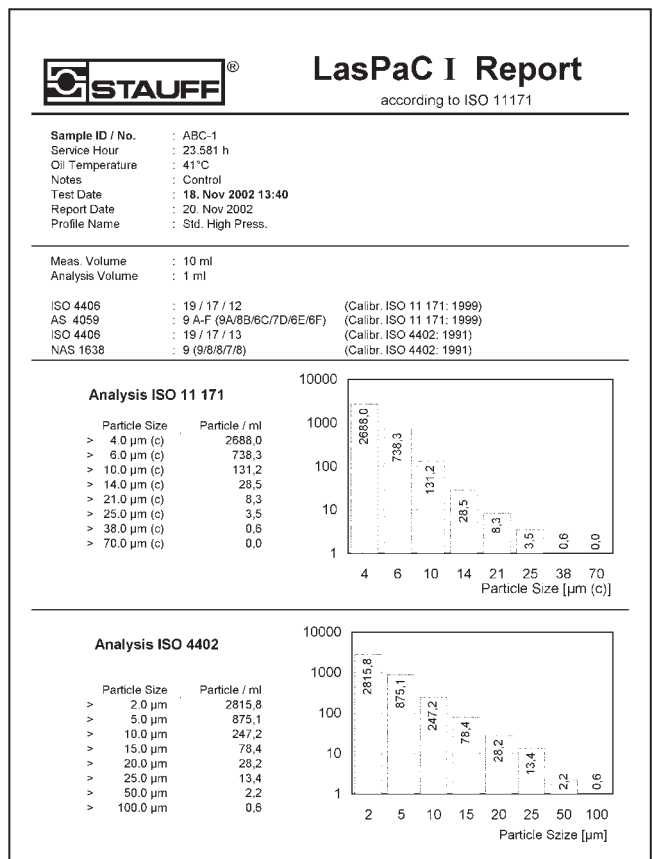 STAUFF®
LasPaC I Report
according to ISO 11171
Sample ID / No. : ABC-1
Service Hour : 23.581 h
Oil Temperature : 41°C
Notes : Control
Test Date : 18. Nov 2002 13:40
Report Date : 20. Nov 2002
Profile Name : Std. High Press.
Meas. Volume : 10 ml
Analysis Volume : 1 ml
ISO 4406 : 19 / 17 / 12 (Calibr. ISO 11 171: 1999)
AS 4059 : 9 A-F (9A/8B/6C/7D/6E/6F) (Calibr. ISO 11 171: 1999)
ISO 4406 : 19 / 17 / 13 (Calibr. ISO 4402: 1991)
NAS 1638 : 9 (9/8/8/7/8) (Calibr. ISO 4402: 1991)
Analysis ISO 11 171
Particle Size Particle / ml
> 4.0 µm (c) 2688,0
> 6.0 µm (c) 738,3
> 10.0 µm (c) 131,2
> 14.0 µm (c) 28,5
> 21.0 µm (c) 8,3
> 25.0 µm (c) 3,5
> 38.0 µm (c) 0,6
> 70.0 µm (c) 0,0
10000
1000
100
10
1
2688,0 738,3 131,2 28,5 8,3 3,5 0,6 0,0
4 6 10 14 21 25 38 70
Particle Size [µm (c)]
Analysis ISO 4402
Particle Size Particle / ml
> 2.0 µm 2815,8
> 5.0 µm 875,1
> 10.0 µm 247,2
> 15.0 µm 78,4
> 20.0 µm 28,2
> 25.0 µm 13,4
> 50.0 µm 2,2
> 100.0 µm 0,6
10000
1000
100
10
1
2815,8 875,1 247,2 78,4 28,2 13,4 2,2 0,6
2 5 10 15 20 25 50 100
Particle Szize [µm]